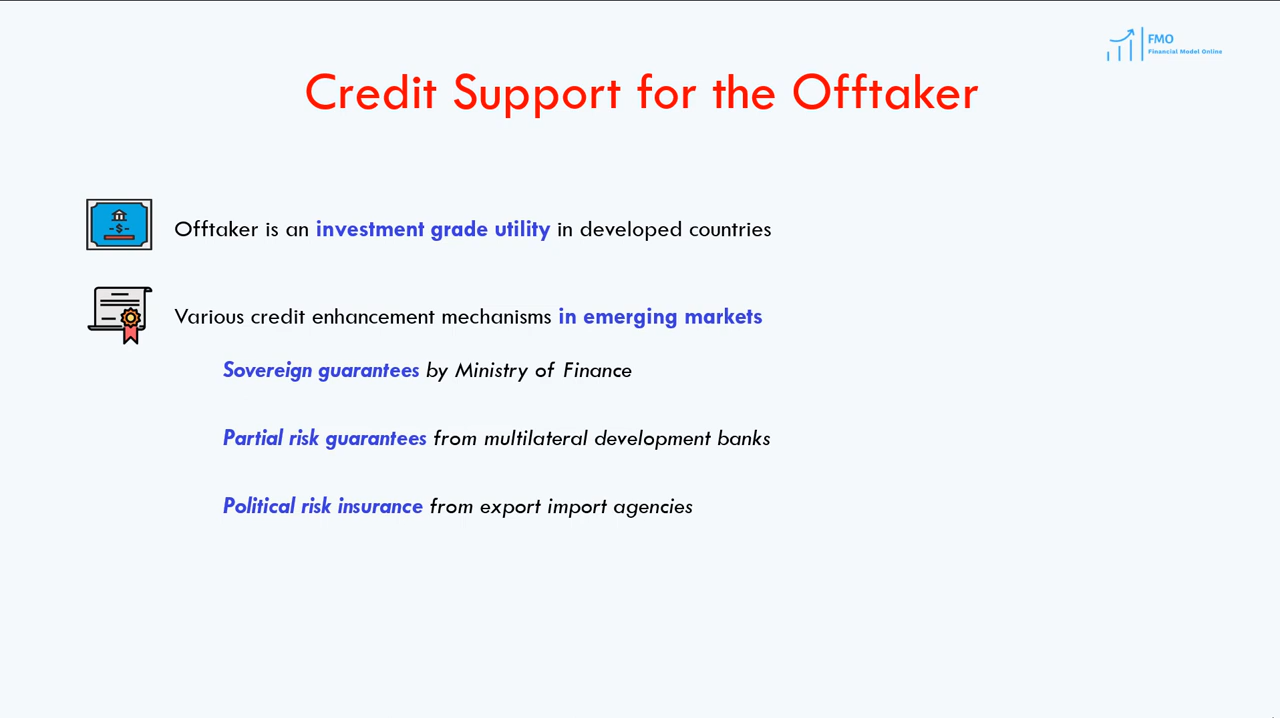 FMO
Financial Model Online
Credit Support for the Offtaker
-$-
Offtaker is an investment grade utility in developed countries
Various credit enhancement mechanisms in emerging markets
Sovereign guarantees by Ministry of Finance
Partial risk guarantees from multilateral development banks
Political risk insurance from export import agencies